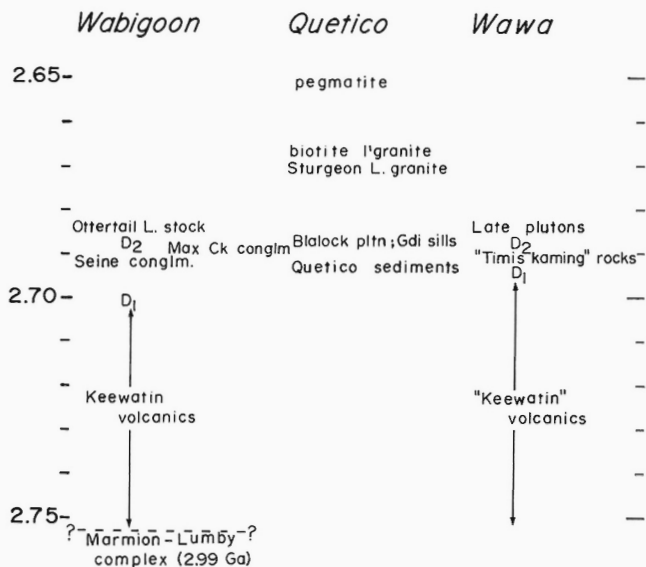 Wabigoon Quetico Wawa
2.65
pegmatite
biotite l'granite
Sturgeon L. granite
Ottertail L. stock
D2 Max Ck conglm
Seine conglm.
Blalock pltn; Gdi sills
Quetico sediments
Late plutons
D2
"Timiskaming" rocks
D1
2.70
D1
Keewatin
volcanics
"Keewatin"
volcanics
2.75
? ?
Marmion-Lumby
complex (2.99 Ga)